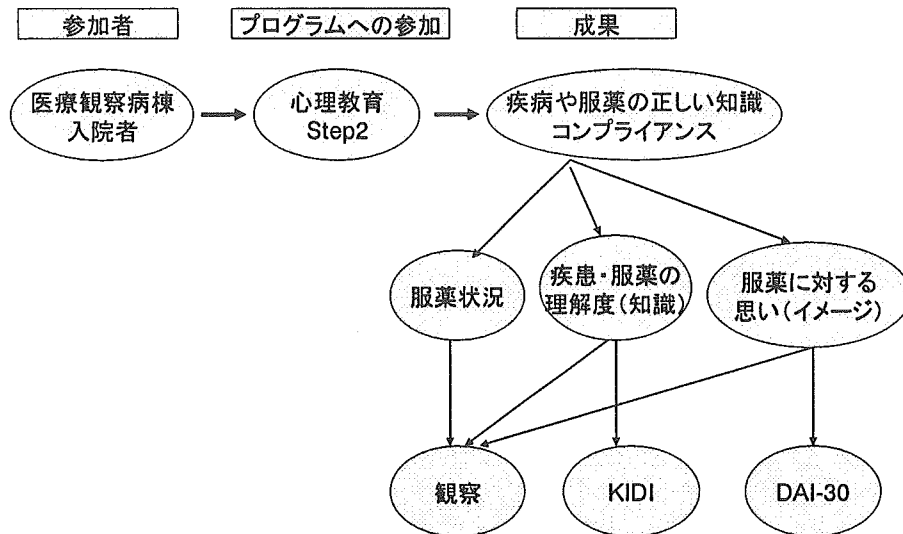 参加者
プログラムへの参加
成果
医療観察病棟
入院者
心理教育
Step2
疾病や服薬の正しい知識
コンプライアンス
服薬状況
疾患・服薬の
理解度(知識)
服薬に対する
思い(イメージ)
観察
KIDI
DAI-30